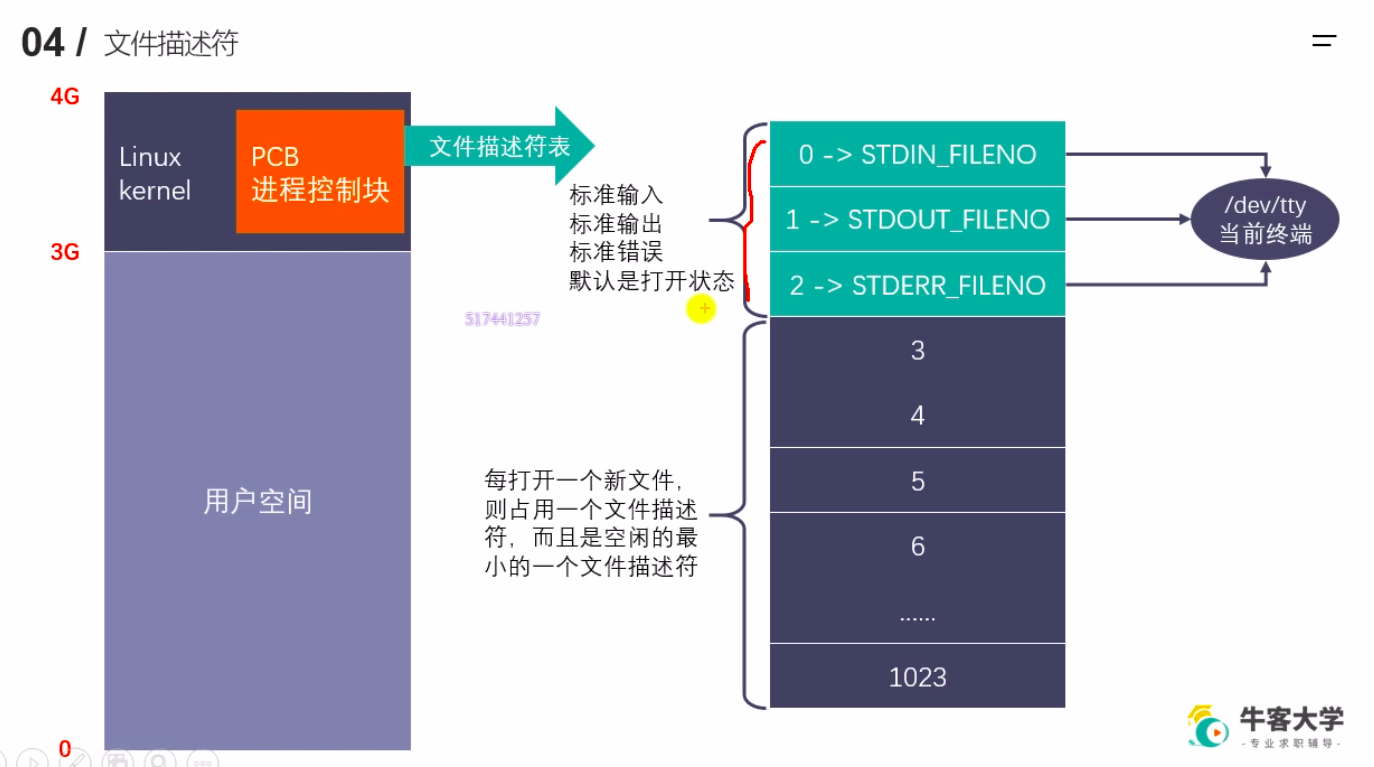 04 / 文件描述符
4G
Linux
kernel
PCB
进程控制块
文件描述符表
3G
用户空间
0
标准输入
标准输出
标准错误
默认是打开状态
517441257
0 -> STDIN_FILENO
1 -> STDOUT_FILENO
2 -> STDERR_FILENO
/dev/tty
当前终端
3
4
5
6
......
1023
每打开一个新文件，
则占用一个文件描述
符，而且是空闲的最
小的一个文件描述符
牛客大学
- 专业求职辅导 -